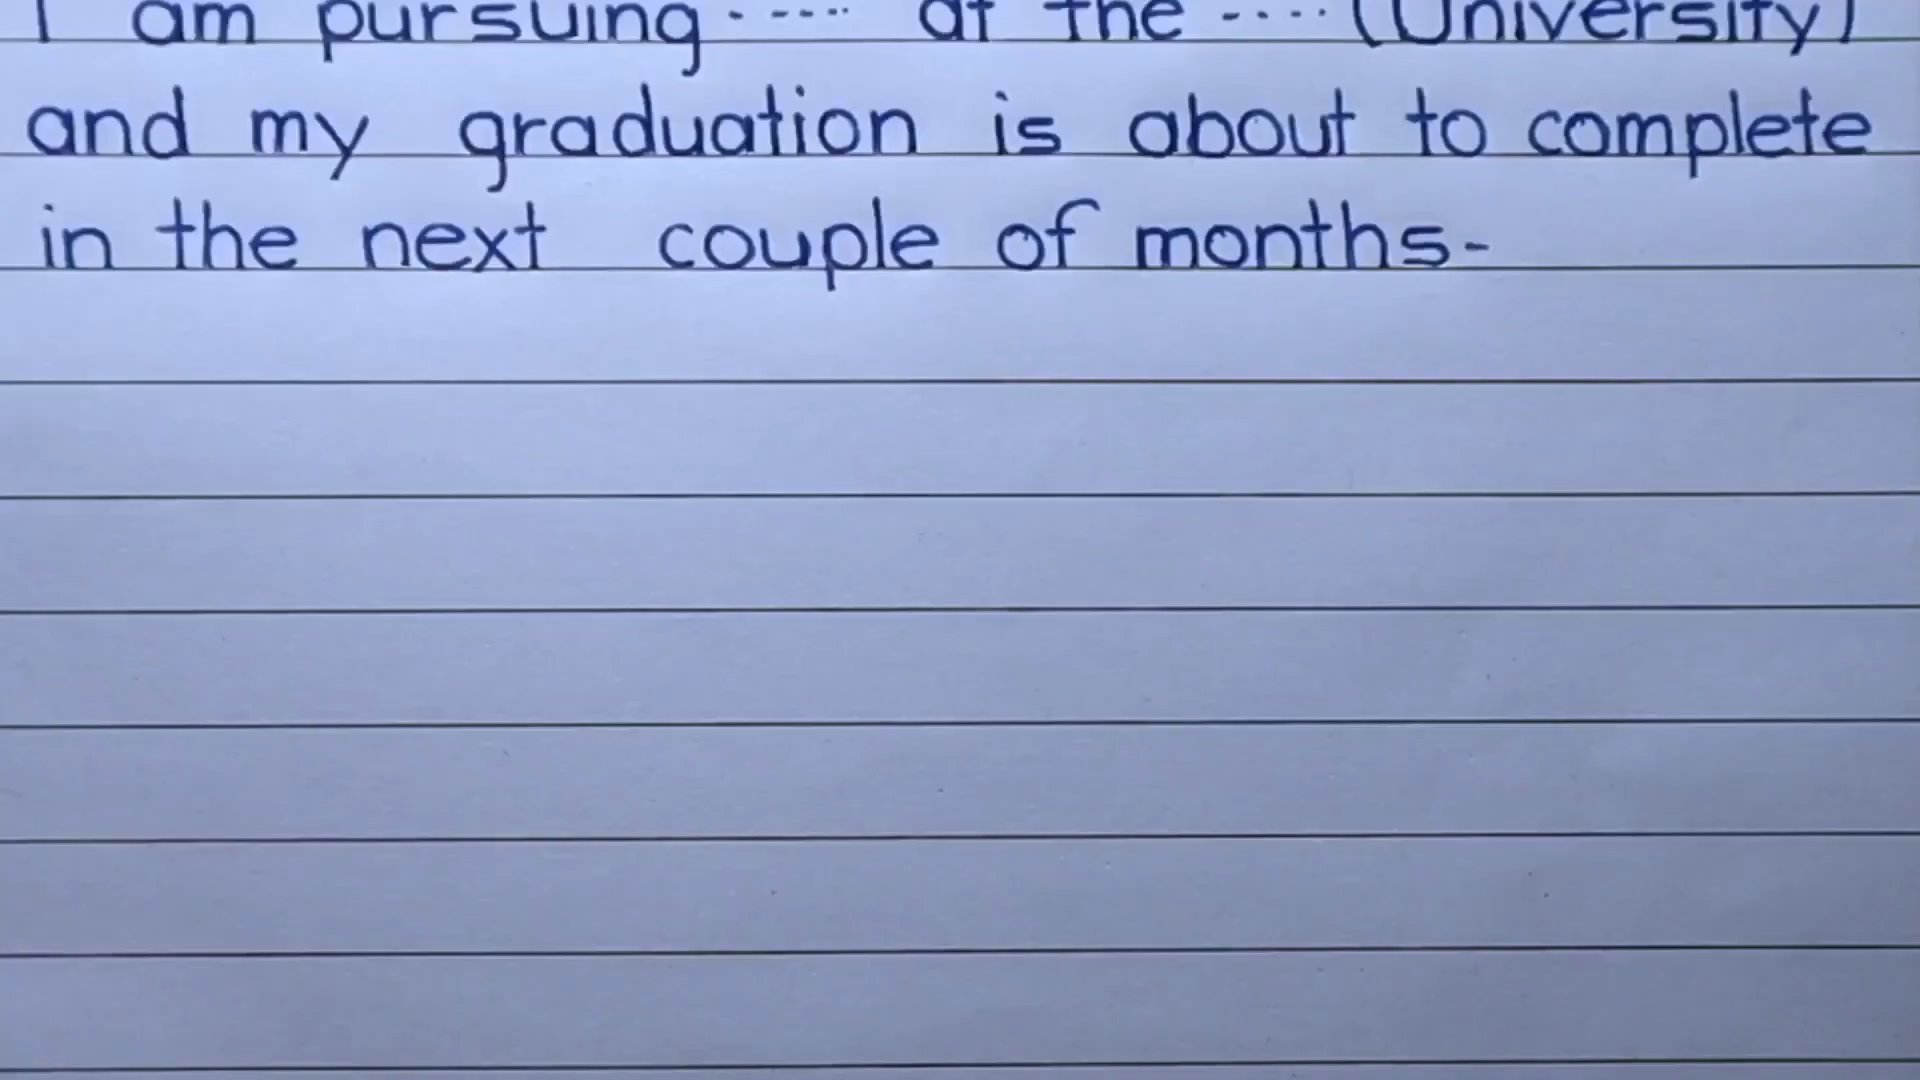 I am pursuing ------ at the ---- (University)
and my graduation is about to complete
in the next couple of months-